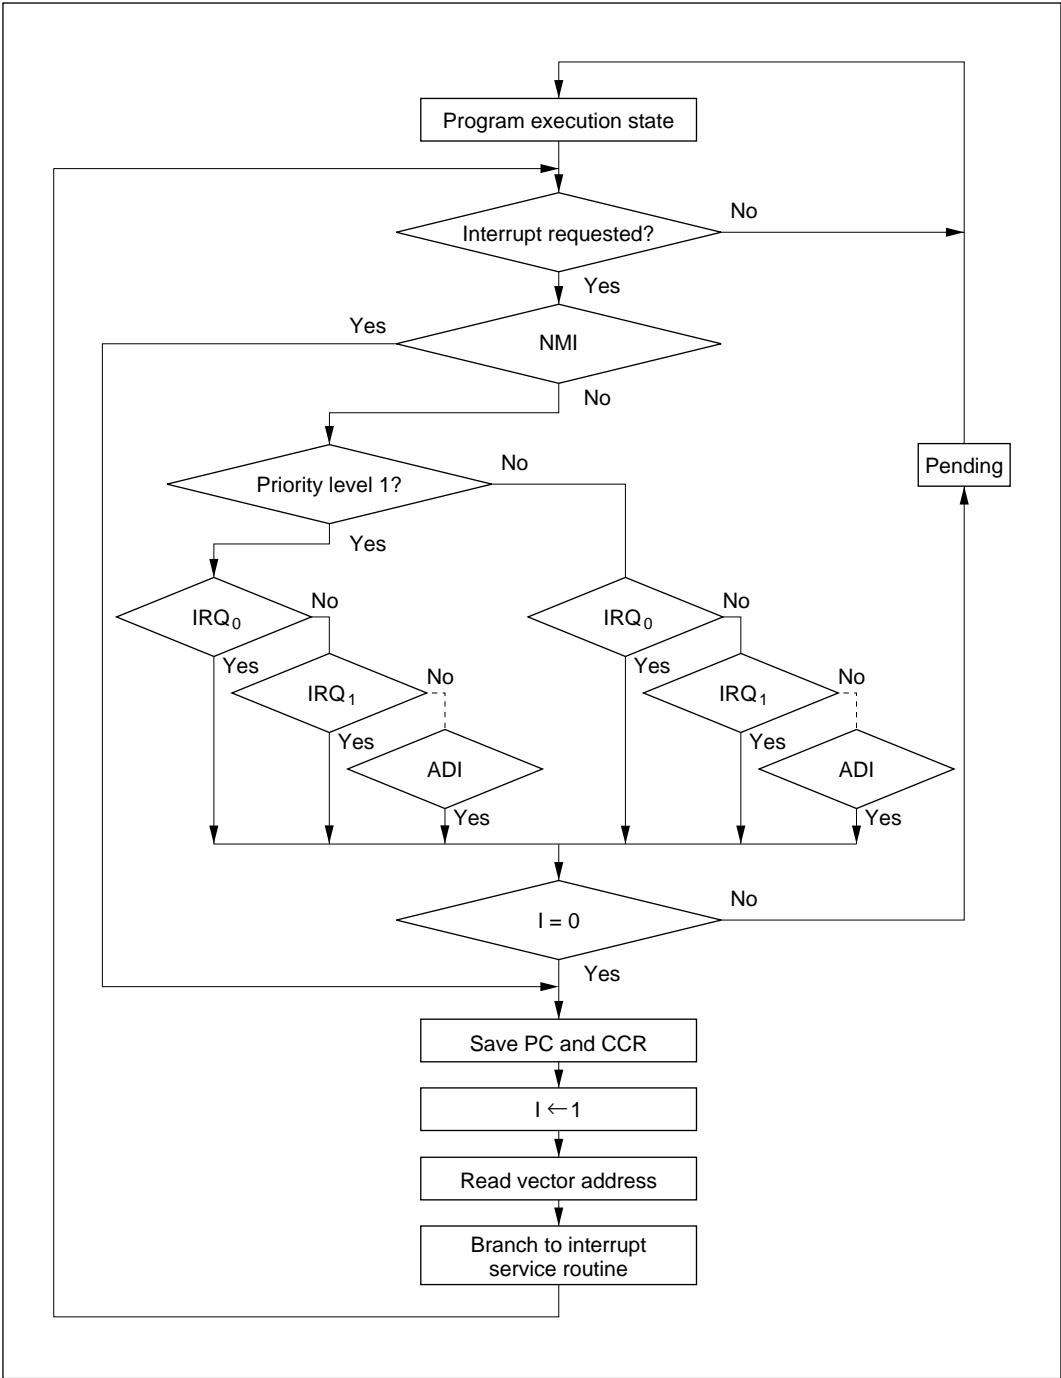 Program execution state
Interrupt requested?
No
Yes
NMI
Yes
No
Priority level 1?
No
Yes
Pending
IRQ0
No
Yes
IRQ1
No
Yes
ADI
Yes
IRQ0
No
Yes
IRQ1
No
Yes
ADI
Yes
I = 0
No
Yes
Save PC and CCR
I ← 1
Read vector address
Branch to interrupt
service routine